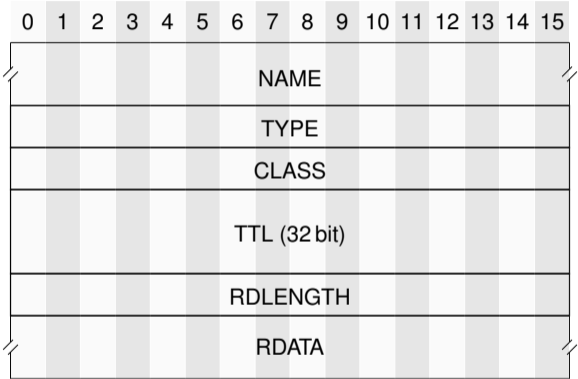 0 1 2 3 4 5 6 7 8 9 10 11 12 13 14 15
NAME
TYPE
CLASS
TTL (32 bit)
RDLENGTH
RDATA